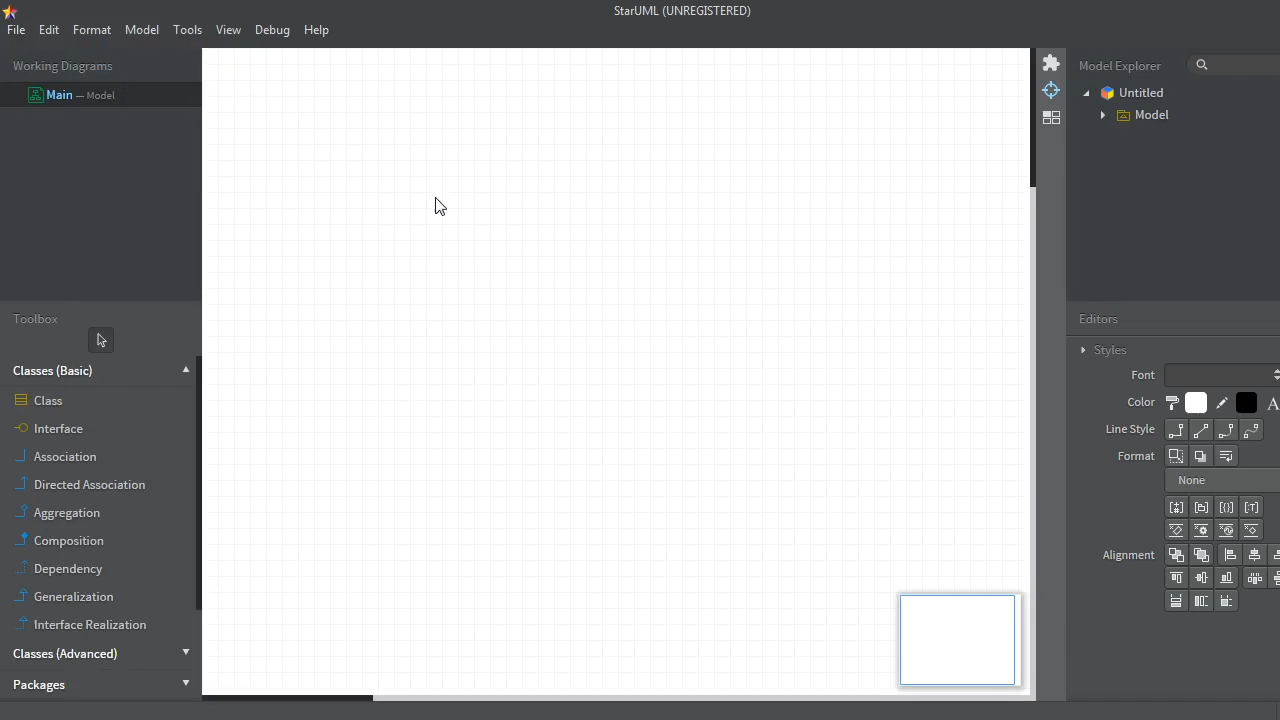 StarUML (UNREGISTERED)
File Edit Format Model Tools View Debug Help
Working Diagrams
Main — Model
Toolbox
Classes (Basic)
Class
Interface
Association
Directed Association
Aggregation
Composition
Dependency
Generalization
Interface Realization
Classes (Advanced)
Packages
Model Explorer
Untitled
Model
Editors
Styles
Font
Color
A
Line Style
Format
None
Alignment